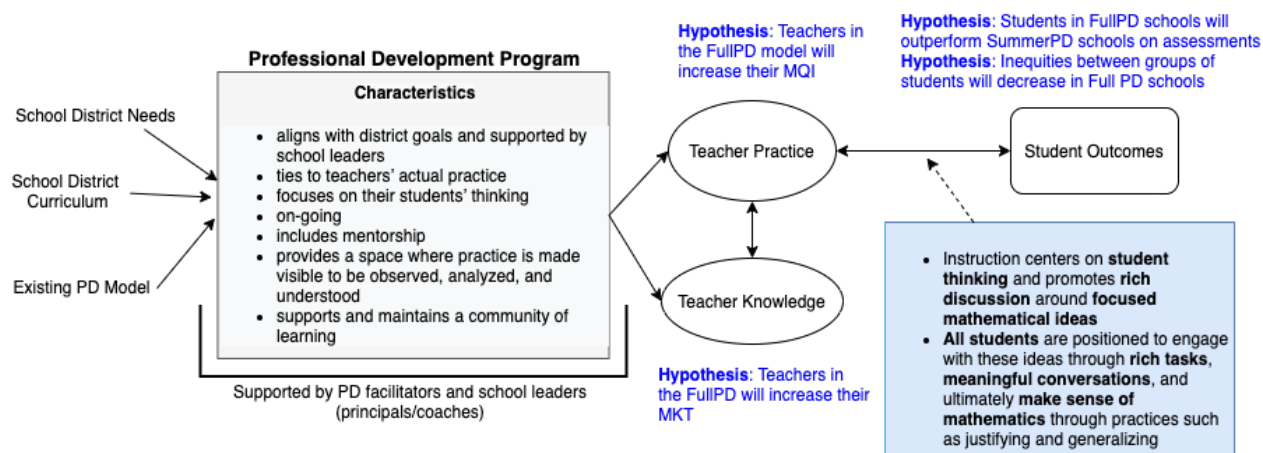 Professional Development Program
Characteristics
• aligns with district goals and supported by
school leaders
• ties to teachers' actual practice
• focuses on their students' thinking
• on-going
• includes mentorship
• provides a space where practice is made
visible to be observed, analyzed, and
understood
• supports and maintains a community of
learning
School District Needs
School District
Curriculum
Existing PD Model
Supported by PD facilitators and school leaders
(principals/coaches)
Hypothesis: Teachers in
the FullPD model will
increase their MQI
Teacher Practice
Teacher Knowledge
Hypothesis: Teachers in
the FullPD will increase their
MKT
Hypothesis: Students in FullPD schools will
outperform SummerPD schools on assessments
Hypothesis: Inequities between groups of
students will decrease in Full PD schools
Student Outcomes
• Instruction centers on student
thinking and promotes rich
discussion around focused
mathematical ideas
• All students are positioned to engage
with these ideas through rich tasks,
meaningful conversations, and
ultimately make sense of
mathematics through practices such
as justifying and generalizing